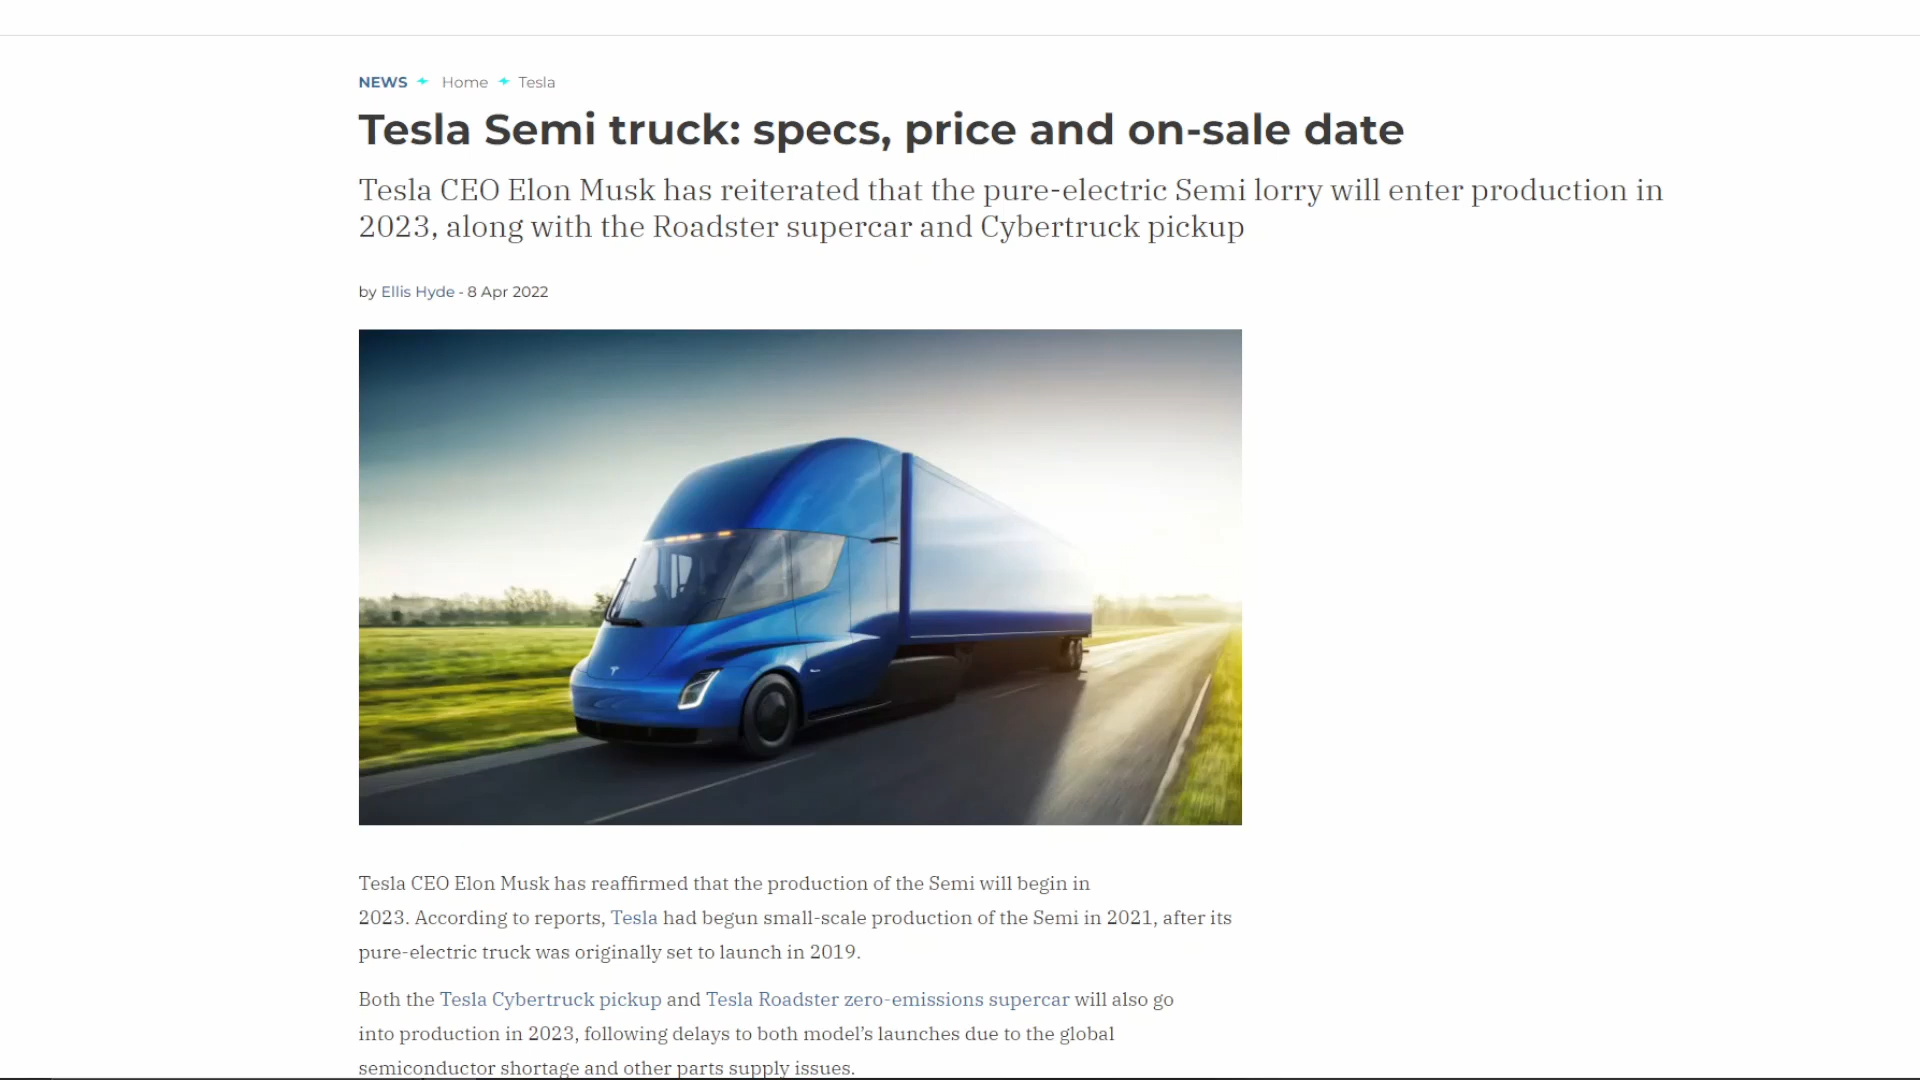 NEWS Home Tesla
Tesla Semi truck: specs, price and on-sale date
Tesla CEO Elon Musk has reiterated that the pure-electric Semi lorry will enter production in
2023, along with the Roadster supercar and Cybertruck pickup
by Ellis Hyde - 8 Apr 2022
Tesla CEO Elon Musk has reaffirmed that the production of the Semi will begin in
2023. According to reports, Tesla had begun small-scale production of the Semi in 2021, after its
pure-electric truck was originally set to launch in 2019.
Both the Tesla Cybertruck pickup and Tesla Roadster zero-emissions supercar will also go
into production in 2023, following delays to both model’s launches due to the global
semiconductor shortage and other parts supply issues.